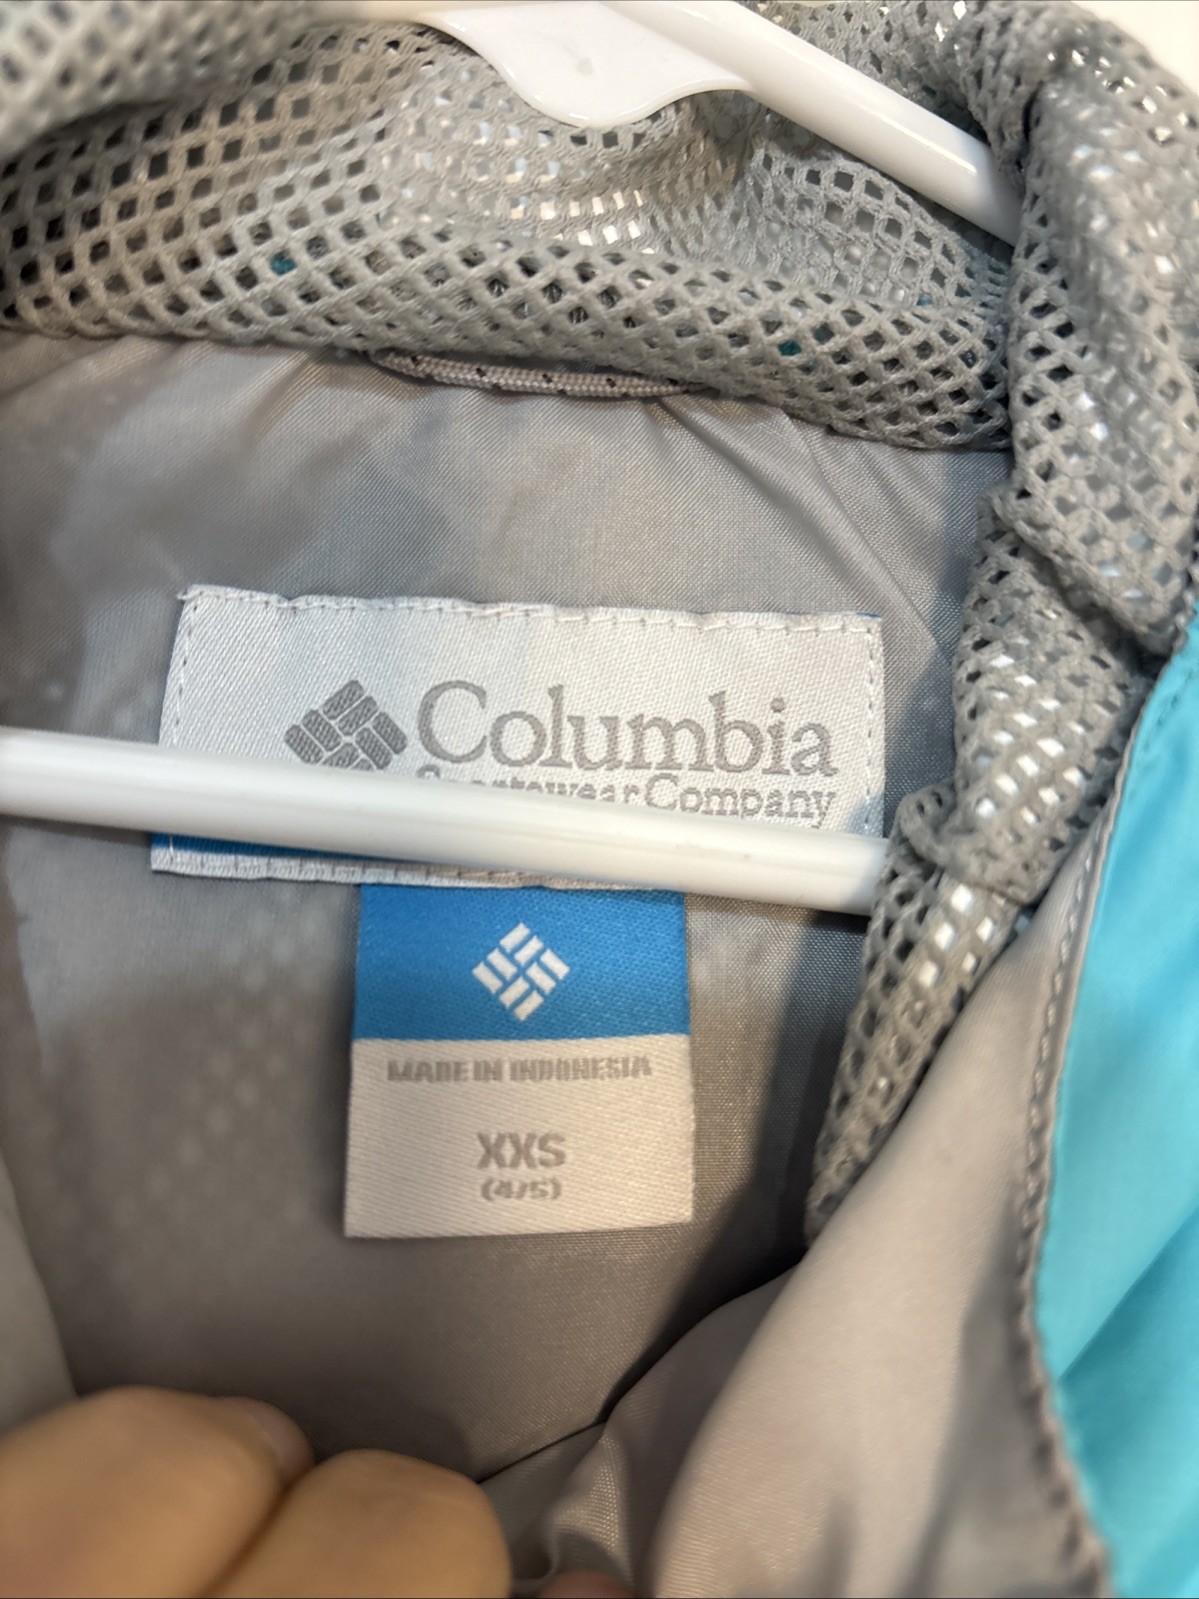 Columbia
Sportswear Company
MADE IN INDONESIA
XXS
(4/5)